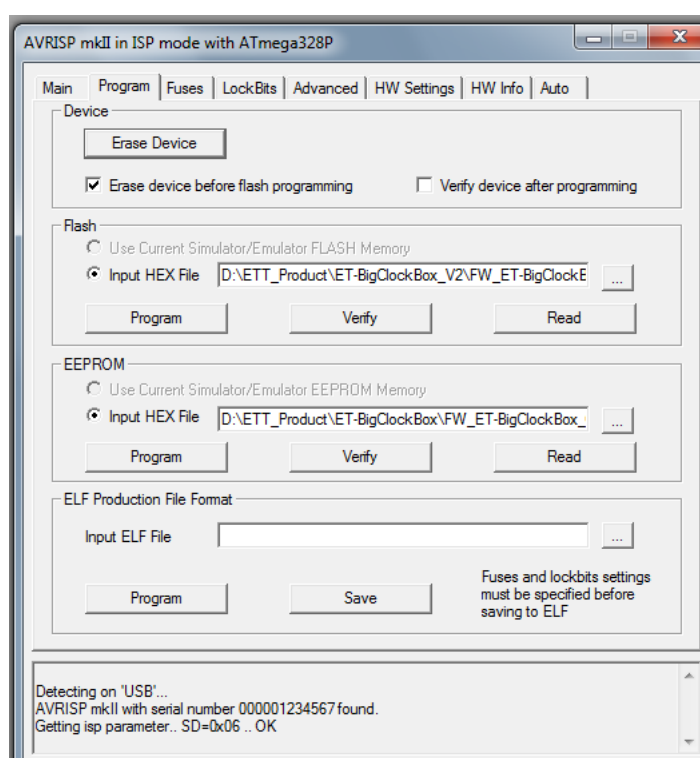 AVRISP mkII in ISP mode with ATmega328P
Main Program Fuses LockBits Advanced HW Settings HW Info Auto
Device
Erase Device
Erase device before flash programming Verify device after programming
Flash
Use Current Simulator/Emulator FLASH Memory
Input HEX File D:\ETT_Product\ET-BigClockBox_V2\FW_ET-BigClockB ...
Program Verify Read
EEPROM
Use Current Simulator/Emulator EEPROM Memory
Input HEX File D:\ETT_Product\ET-BigClockBox\FW_ET-BigClockBox_ ...
Program Verify Read
ELF Production File Format
Input ELF File ...
Program Save Fuses and lockbits settings
must be specified before
saving to ELF
Detecting on 'USB'...
AVRISP mkII with serial number 000001234567 found.
Getting isp parameter.. SD=0x06 .. OK